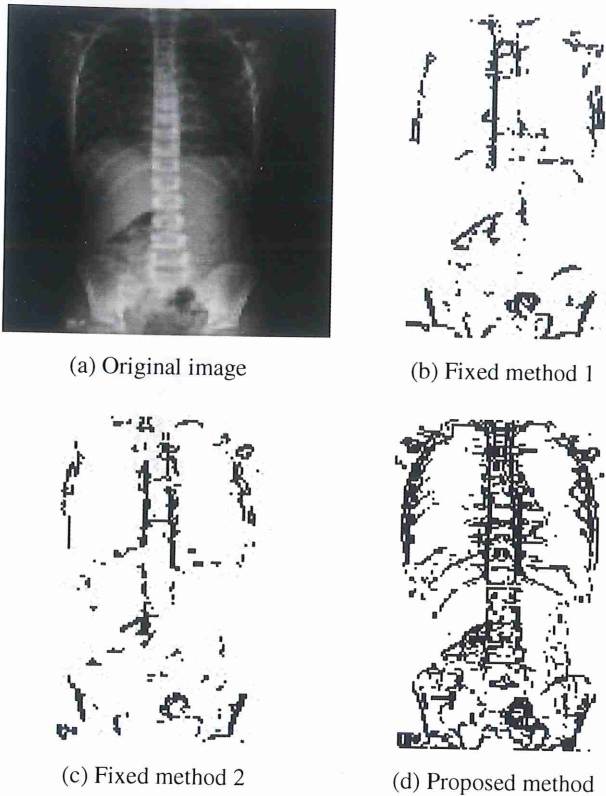 (a) Original image
(b) Fixed method 1
(c) Fixed method 2
(d) Proposed method